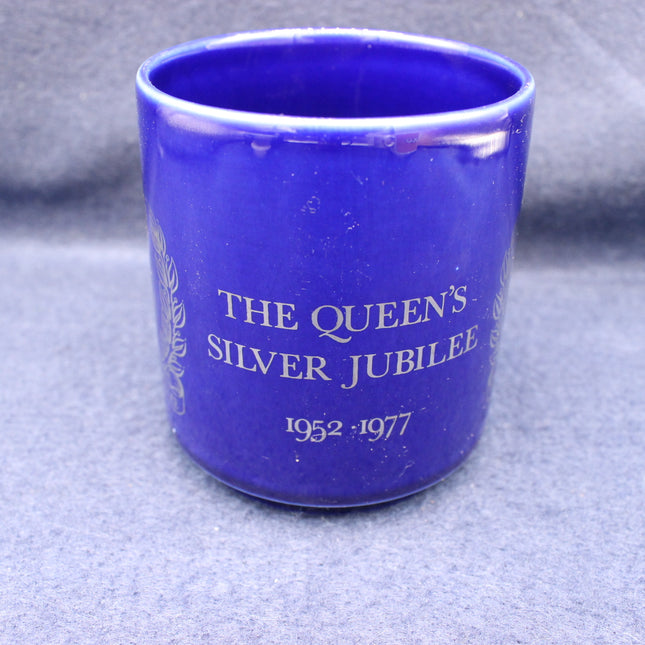 THE QUEEN'S
SILVER JUBILEE
1952 · 1977